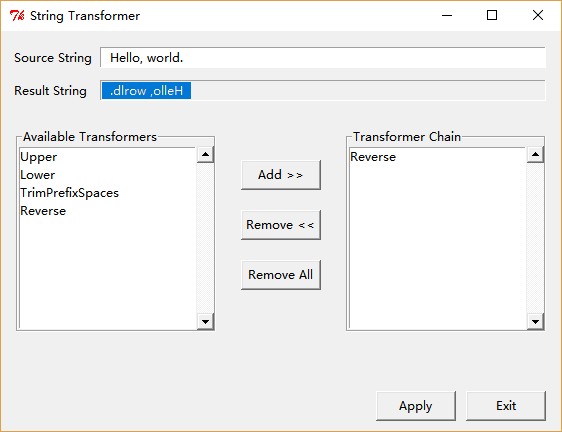 String Transformer
Source String Hello, world.
Result String .dlrow ,olleH
Available Transformers
Upper
Lower
TrimPrefixSpaces
Reverse
Add >>
Remove <<
Remove All
Transformer Chain
Reverse
Apply Exit